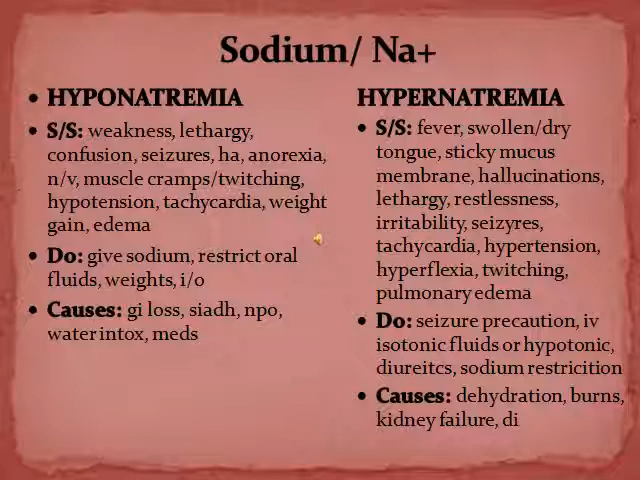 Sodium/ Na+
• HYPONATREMIA
• S/S: weakness, lethargy,
confusion, seizures, ha, anorexia,
n/v, muscle cramps/twitching,
hypotension, tachycardia, weight
gain, edema
• Do: give sodium, restrict oral
fluids, weights, i/o
• Causes: gi loss, siadh, npo,
water intox, meds
HYPERNATREMIA
• S/S: fever, swollen/dry
tongue, sticky mucus
membrane, hallucinations,
lethargy, restlessness,
irritability, seizyres,
tachycardia, hypertension,
hyperflexia, twitching,
pulmonary edema
• Do: seizure precaution, iv
isotonic fluids or hypotonic,
diureitcs, sodium restricition
• Causes: dehydration, burns,
kidney failure, di